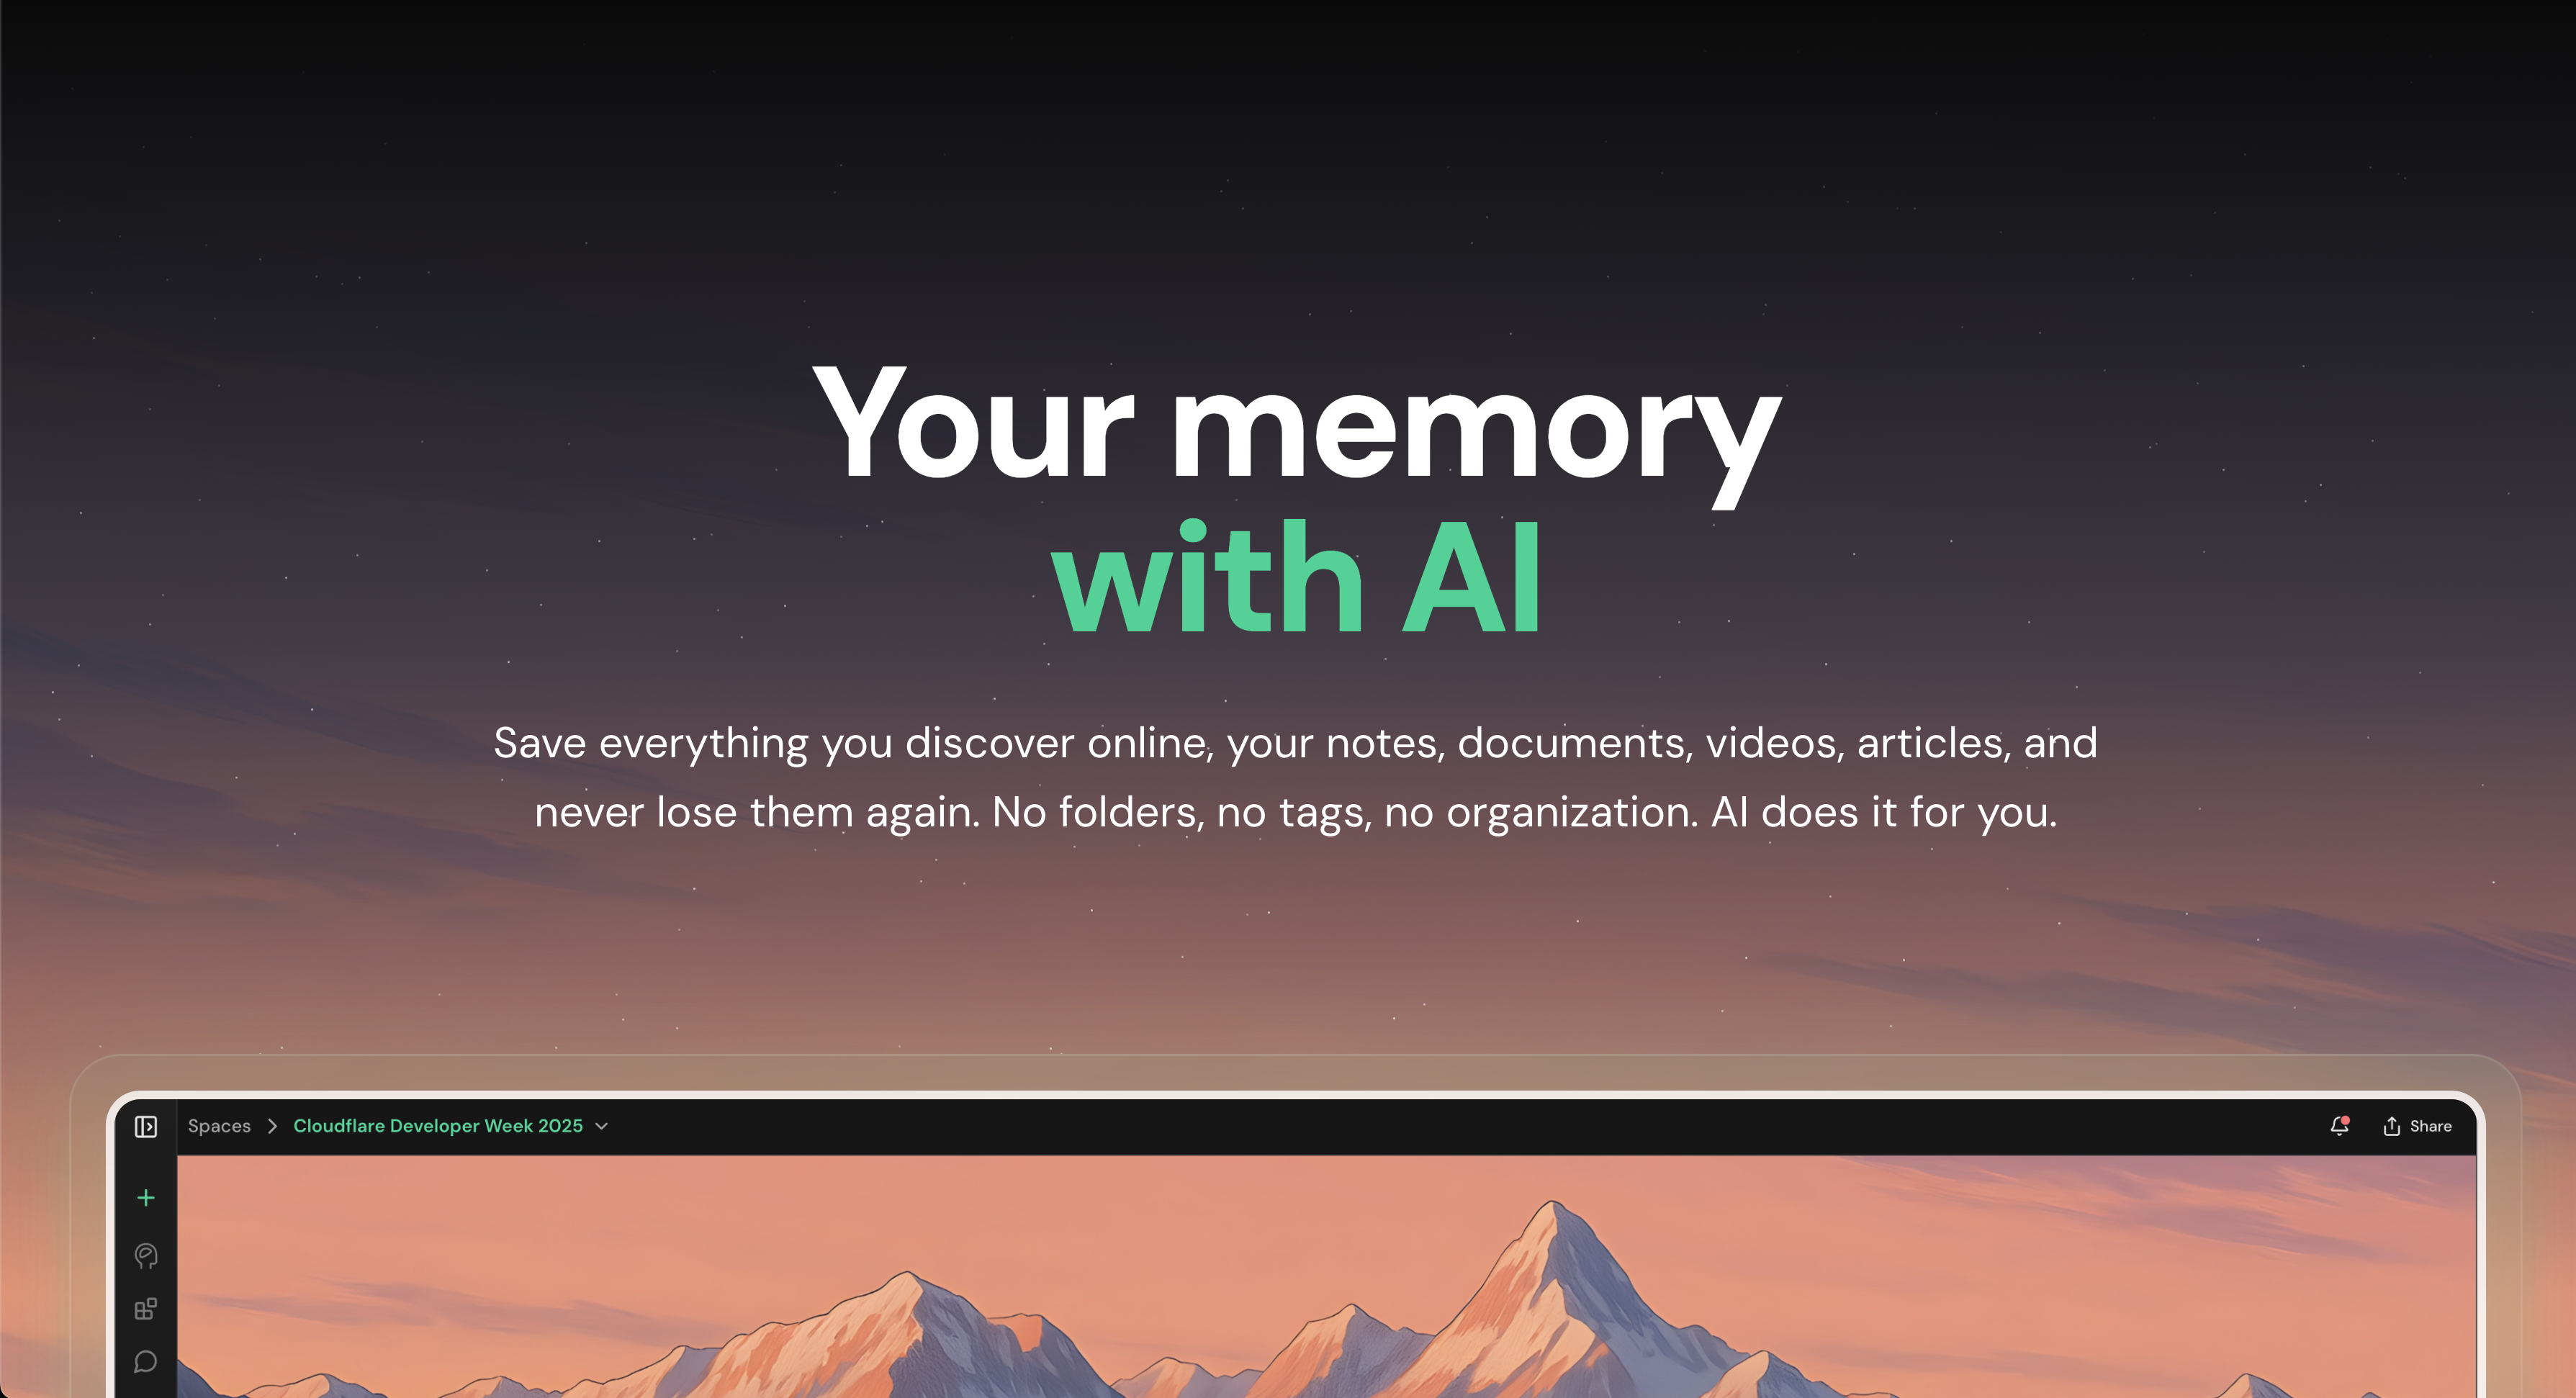 Your memory
with AI
Save everything you discover online, your notes, documents, videos, articles, and
never lose them again. No folders, no tags, no organization. AI does it for you.
Spaces > Cloudflare Developer Week 2025
Share